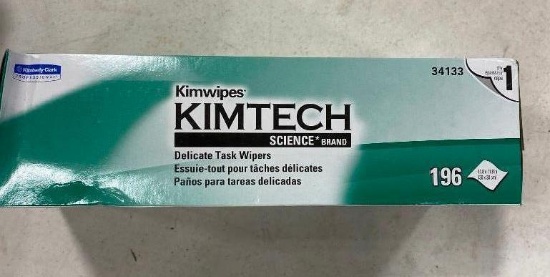 Kimberly-Clark
PROFESSIONAL*
34133
1
Kimwipes*
KIMTECH
SCIENCE* BRAND
Delicate Task Wipers
Essuie-tout pour tâches délicates
Paños para tareas delicadas
196